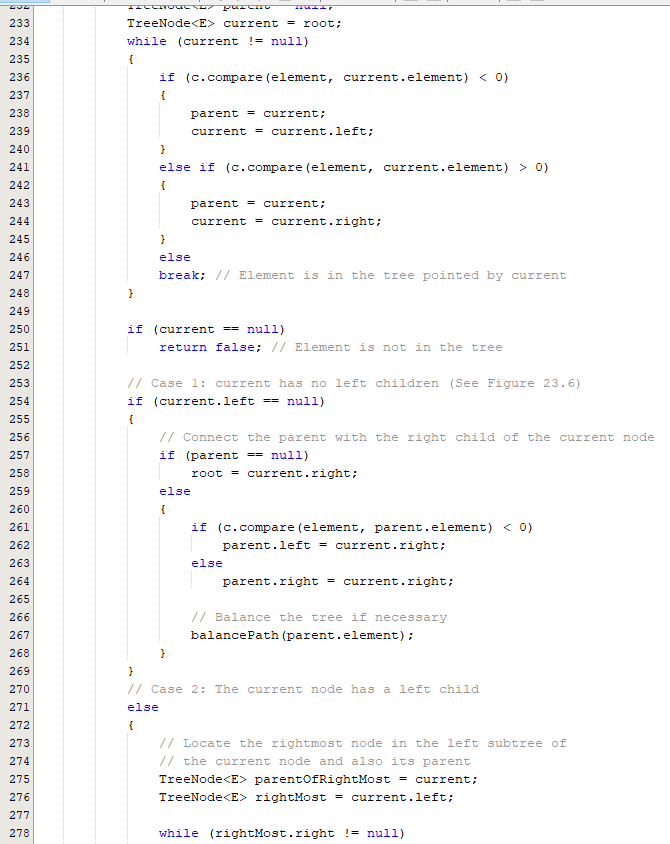 232 TreeNode<E> parent = null;
233 TreeNode<E> current = root;
234 while (current != null)
235 {
236 if (c.compare(element, current.element) < 0)
237 {
238 parent = current;
239 current = current.left;
240 }
241 else if (c.compare(element, current.element) > 0)
242 {
243 parent = current;
244 current = current.right;
245 }
246 else
247 break; // Element is in the tree pointed by current
248 }
249
250 if (current == null)
251 return false; // Element is not in the tree
252
253 // Case 1: current has no left children (See Figure 23.6)
254 if (current.left == null)
255 {
256 // Connect the parent with the right child of the current node
257 if (parent == null)
258 root = current.right;
259 else
260 {
261 if (c.compare(element, parent.element) < 0)
262 parent.left = current.right;
263 else
264 parent.right = current.right;
265
266 // Balance the tree if necessary
267 balancePath(parent.element);
268 }
269 }
270 // Case 2: The current node has a left child
271 else
272 {
273 // Locate the rightmost node in the left subtree of
274 // the current node and also its parent
275 TreeNode<E> parentOfRightMost = current;
276 TreeNode<E> rightMost = current.left;
277
278 while (rightMost.right != null)